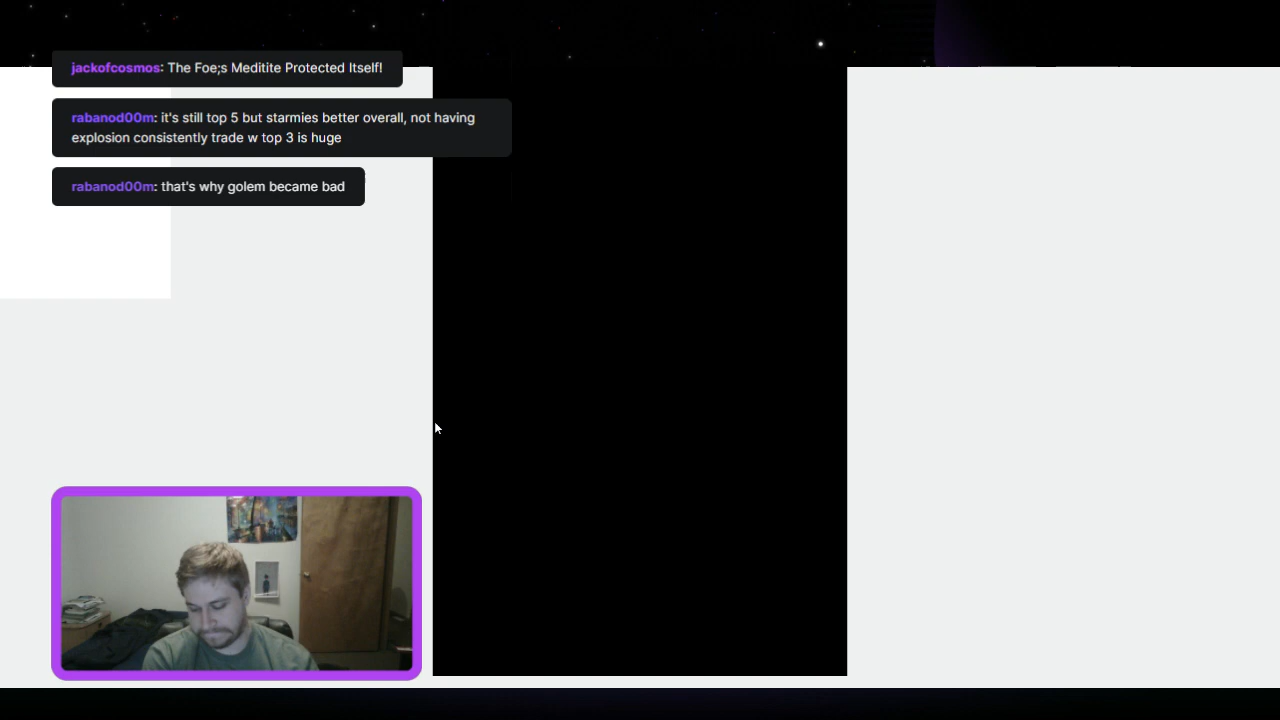 jackofcosmos: The Foe;s Meditite Protected Itself!
rabanod00m: it's still top 5 but starmies better overall, not having
explosion consistently trade w top 3 is huge
rabanod00m: that's why golem became bad